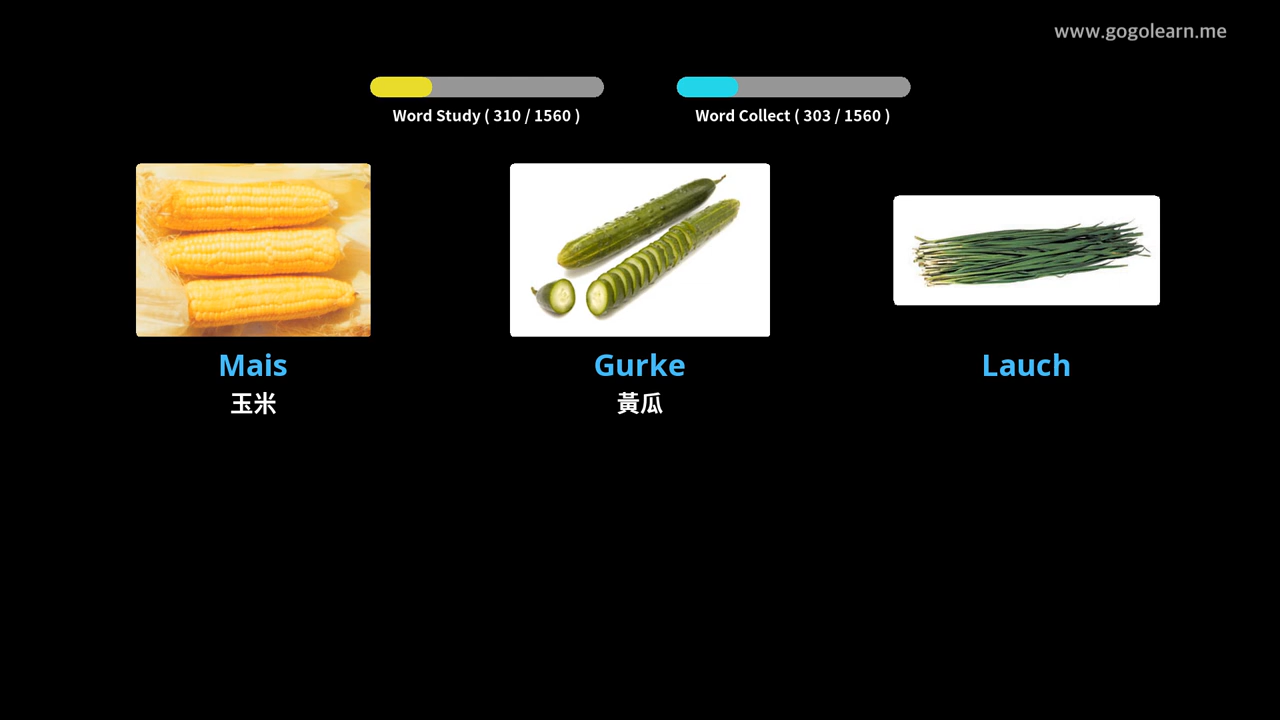 www.gogolearn.me
Word Study ( 310 / 1560 )
Word Collect ( 303 / 1560 )
Mais
Gurke
Lauch
玉米
黃瓜